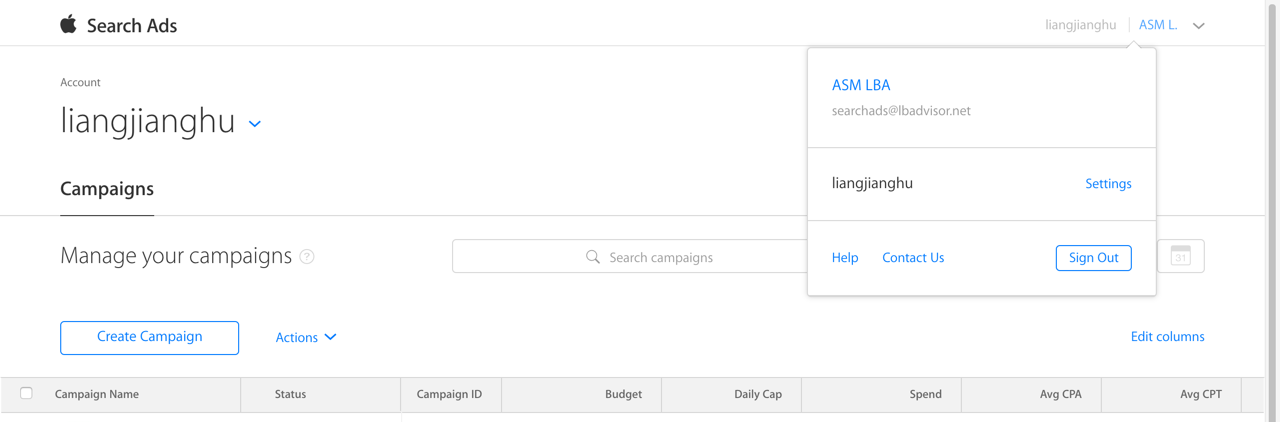 Search Ads
liangjianghu
ASM L.
Account
liangjianghu
ASM LBA
searchads@lbadvisor.net
liangjianghu
Settings
Help
Contact Us
Sign Out
Campaigns
Manage your campaigns ?
Search campaigns
31
Create Campaign
Actions
Edit columns
Campaign Name
Status
Campaign ID
Budget
Daily Cap
Spend
Avg CPA
Avg CPT